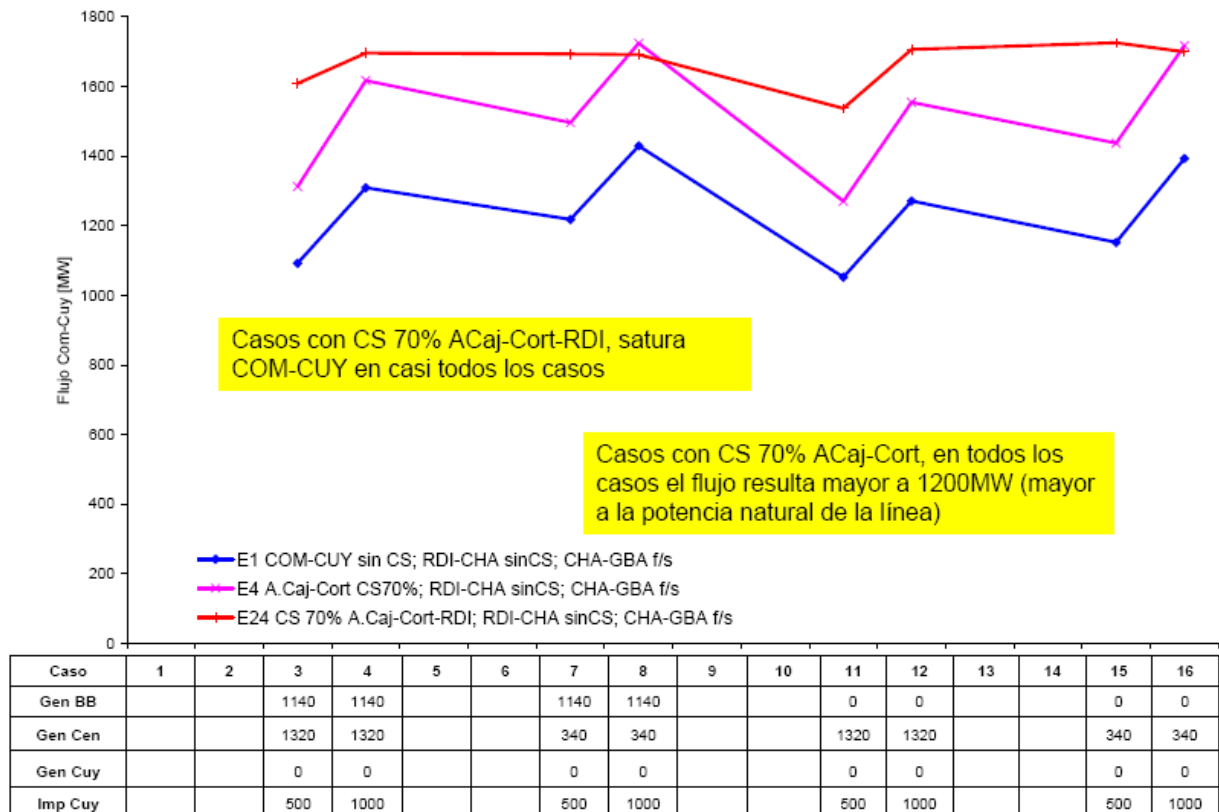 1800
1600
1400
1200
1000
800
600
400
200
0
Flujo Com-Cuy [MW]
Casos con CS 70% ACaj-Cort-RDI, satura
COM-CUY en casi todos los casos
Casos con CS 70% ACaj-Cort, en todos los
casos el flujo resulta mayor a 1200MW (mayor
a la potencia natural de la línea)
E1 COM-CUY sin CS; RDI-CHA sinCS; CHA-GBA f/s
E4 A.Caj-Cort CS70%; RDI-CHA sinCS; CHA-GBA f/s
E24 CS 70% A.Caj-Cort-RDI; RDI-CHA sinCS; CHA-GBA f/s
Caso 1 2 3 4 5 6 7 8 9 10 11 12 13 14 15 16
Gen BB 1140 1140 1140 1140 0 0 0 0
Gen Cen 1320 1320 340 340 1320 1320 340 340
Gen Cuy 0 0 0 0 0 0 0 0
Imp Cuy 500 1000 500 1000 500 1000 500 1000